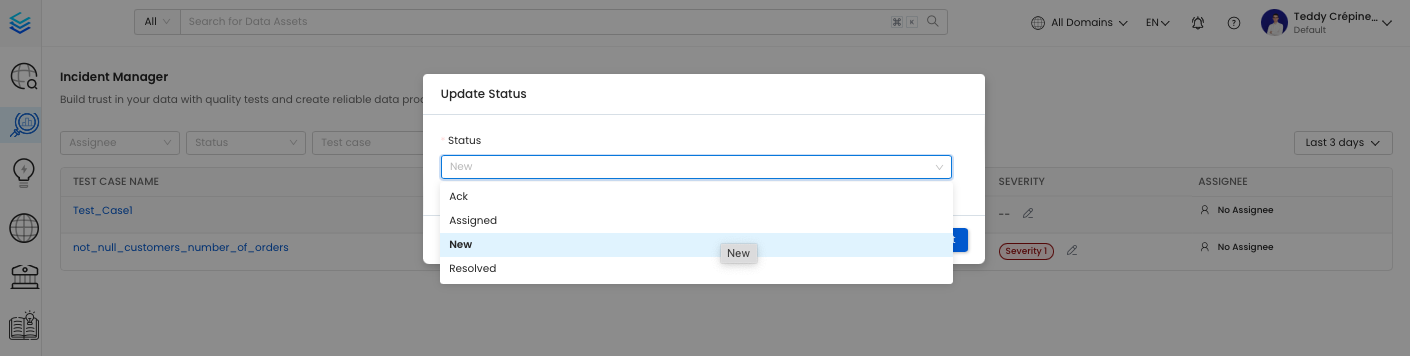 All
Search for Data Assets
⌘ K
All Domains
EN
Teddy Crépine...
Default
Incident Manager
Build trust in your data with quality tests and create reliable data proc
Assignee
Status
Test case
Last 3 days
TEST CASE NAME
SEVERITY
ASSIGNEE
Test_Case1
--
No Assignee
not_null_customers_number_of_orders
Severity 1
No Assignee
Update Status
* Status
New
Ack
Assigned
New
New
Resolved